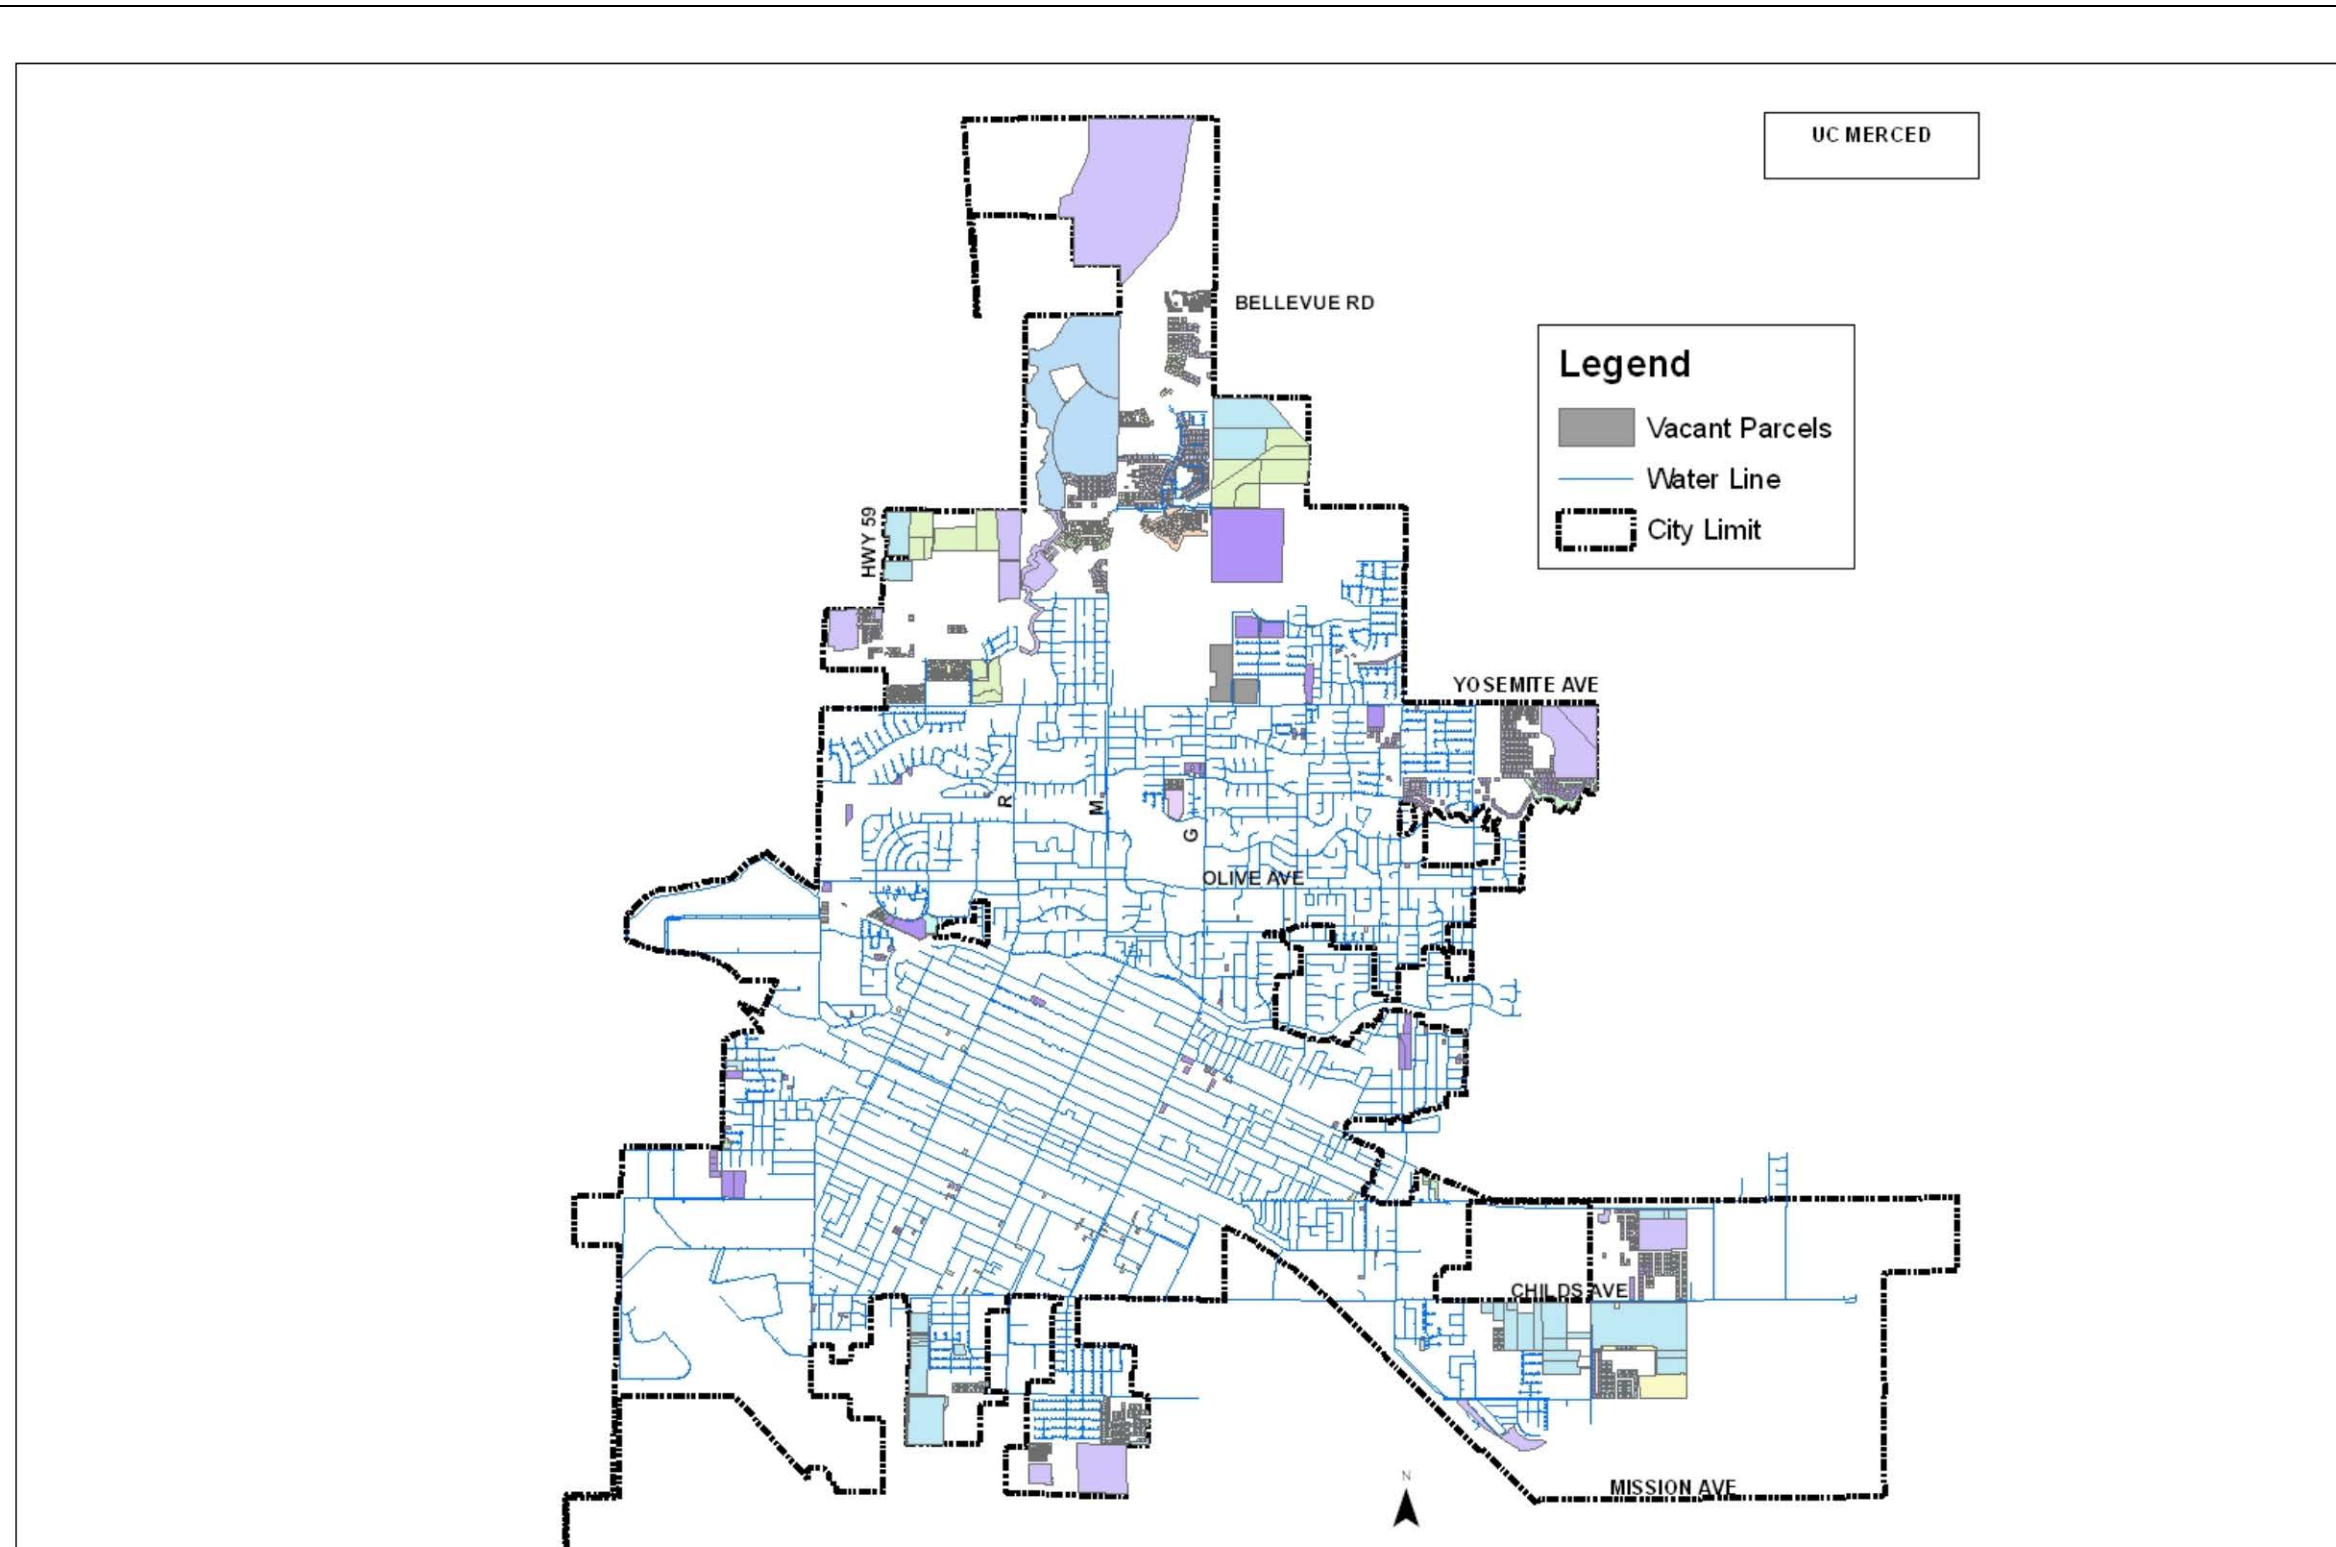 UC MERCED
BELLEVUE RD
Legend
Vacant Parcels
Water Line
City Limit
HWY 59
YOSEMITE AVE
R
M
G
OLIVE AVE
CHILDS AVE
N
MISSION AVE